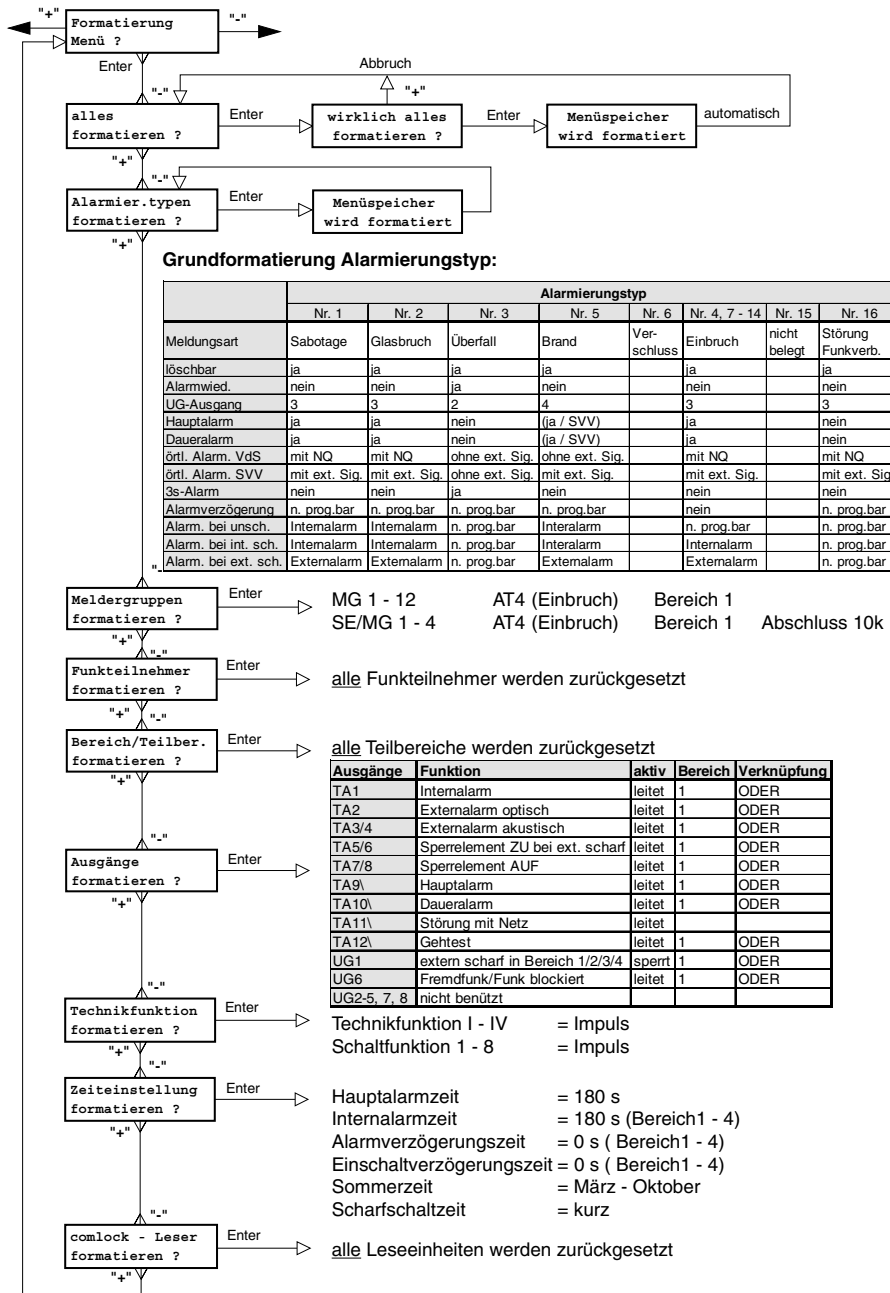 "+"
Formatierung
Menü ?
"-"
Enter
Abbruch
"-"
"+"
alles
formatieren ?
Enter
wirklich alles
formatieren ?
Enter
Menüspeicher
wird formatiert
automatisch
"+"
"-"
Alarmier.typen
formatieren ?
Enter
Menüspeicher
wird formatiert
"+"
Grundformatierung Alarmierungstyp:
Alarmierungstyp
Nr. 1 Nr. 2 Nr. 3 Nr. 5 Nr. 6 Nr. 4, 7 - 14 Nr. 15 Nr. 16
Meldungsart Sabotage Glasbruch Überfall Brand Ver-schluss Einbruch nicht belegt Störung Funkverb.
löschbar ja ja ja ja ja ja
Alarmwied. nein nein ja nein nein nein
UG-Ausgang 3 3 2 4 3 3
Hauptalarm ja ja nein (ja / SVV) ja nein
Daueralarm ja ja nein (ja / SVV) ja nein
örtl. Alarm. VdS mit NQ mit NQ ohne ext. Sig. ohne ext. Sig. mit NQ mit NQ
örtl. Alarm. SVV mit ext. Sig. mit ext. Sig. ohne ext. Sig. mit ext. Sig. mit ext. Sig. mit ext. Sig
3s-Alarm nein nein ja nein nein nein
Alarmverzögerung n. prog.bar n. prog.bar n. prog.bar n. prog.bar nein n. prog.bar
Alarm. bei unsch. Internalarm Internalarm n. prog.bar Interalarm n. prog.bar n. prog.bar
Alarm. bei int. sch. Internalarm Internalarm n. prog.bar Interalarm Internalarm n. prog.bar
Alarm. bei ext. sch. Externalarm Externalarm n. prog.bar Externalarm Externalarm n. prog.bar
"-
Meldergruppen
formatieren ?
Enter
MG 1 - 12 AT4 (Einbruch) Bereich 1
SE/MG 1 - 4 AT4 (Einbruch) Bereich 1 Abschluss 10k
"+"
"-"
Funkteilnehmer
formatieren ?
Enter
alle Funkteilnehmer werden zurückgesetzt
"+"
"-"
Bereich/Teilber.
formatieren ?
Enter
alle Teilbereiche werden zurückgesetzt
"+"
Ausgänge Funktion aktiv Bereich Verknüpfung
TA1 Internalarm leitet 1 ODER
TA2 Externalarm optisch leitet 1 ODER
TA3/4 Externalarm akustisch leitet 1 ODER
TA5/6 Sperrelement ZU bei ext. scharf leitet 1 ODER
TA7/8 Sperrelement AUF leitet 1 ODER
TA9\ Hauptalarm leitet 1 ODER
TA10\ Daueralarm leitet 1 ODER
TA11\ Störung mit Netz leitet
TA12\ Gehtest leitet 1 ODER
UG1 extern scharf in Bereich 1/2/3/4 sperrt 1 ODER
UG6 Fremdfunk/Funk blockiert leitet 1 ODER
UG2-5, 7, 8 nicht benützt
"-"
Ausgänge
formatieren ?
Enter
"+"
"-"
Technikfunktion
formatieren ?
Enter
Technikfunktion I - IV = Impuls
Schaltfunktion 1 - 8 = Impuls
"+"
"-"
Zeiteinstellung
formatieren ?
Enter
Hauptalarmzeit = 180 s
Internalarmzeit = 180 s (Bereich1 - 4)
Alarmverzögerungszeit = 0 s ( Bereich1 - 4)
Einschaltverzögerungszeit = 0 s ( Bereich1 - 4)
Sommerzeit = März - Oktober
Scharfschaltzeit = kurz
"+"
"-"
comlock - Leser
formatieren ?
Enter
alle Leseeinheiten werden zurückgesetzt
"+"